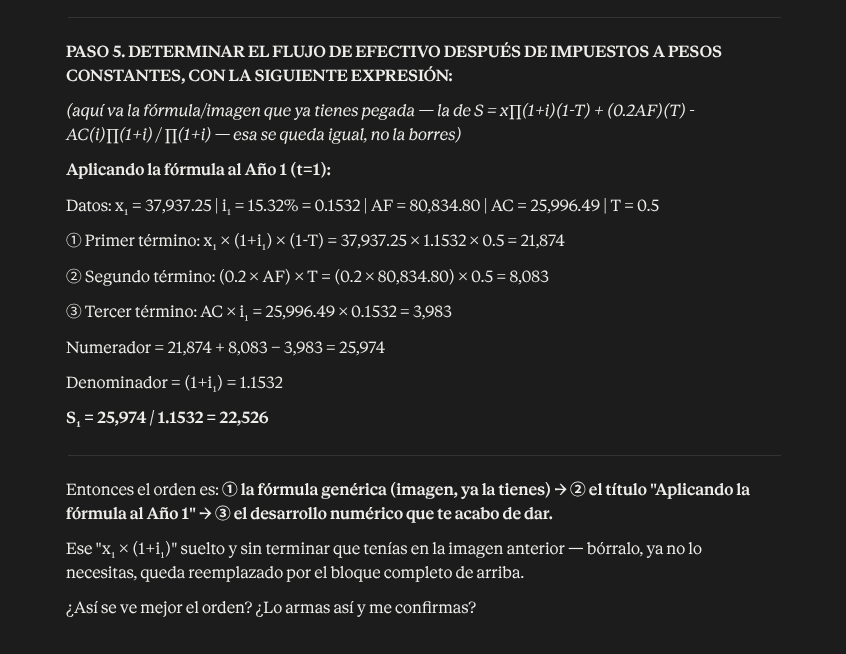 PASO 5. DETERMINAR EL FLUJO DE EFECTIVO DESPUÉS DE IMPUESTOS A PESOS
CONSTANTES, CON LA SIGUIENTE EXPRESIÓN:
(aquí va la fórmula/imagen que ya tienes pegada — la de S = x∏(1+i)(1-T) + (0.2AF)(T) -
AC(i)∏(1+i) / ∏(1+i) — esa se queda igual, no la borres)
Aplicando la fórmula al Año 1 (t=1):
Datos: x₁ = 37,937.25 | i₁ = 15.32% = 0.1532 | AF = 80,834.80 | AC = 25,996.49 | T = 0.5
① Primer término: x₁ × (1+i₁) × (1-T) = 37,937.25 × 1.1532 × 0.5 = 21,874
② Segundo término: (0.2 × AF) × T = (0.2 × 80,834.80) × 0.5 = 8,083
③ Tercer término: AC × i₁ = 25,996.49 × 0.1532 = 3,983
Numerador = 21,874 + 8,083 − 3,983 = 25,974
Denominador = (1+i₁) = 1.1532
S₁ = 25,974 / 1.1532 = 22,526
Entonces el orden es: ① la fórmula genérica (imagen, ya la tienes) → ② el título "Aplicando la
fórmula al Año 1" → ③ el desarrollo numérico que te acabo de dar.
Ese "x₁ × (1+i₁)" suelto y sin terminar que tenías en la imagen anterior — bórralo, ya no lo
necesitas, queda reemplazado por el bloque completo de arriba.
¿Así se ve mejor el orden? ¿Lo armas así y me confirmas?